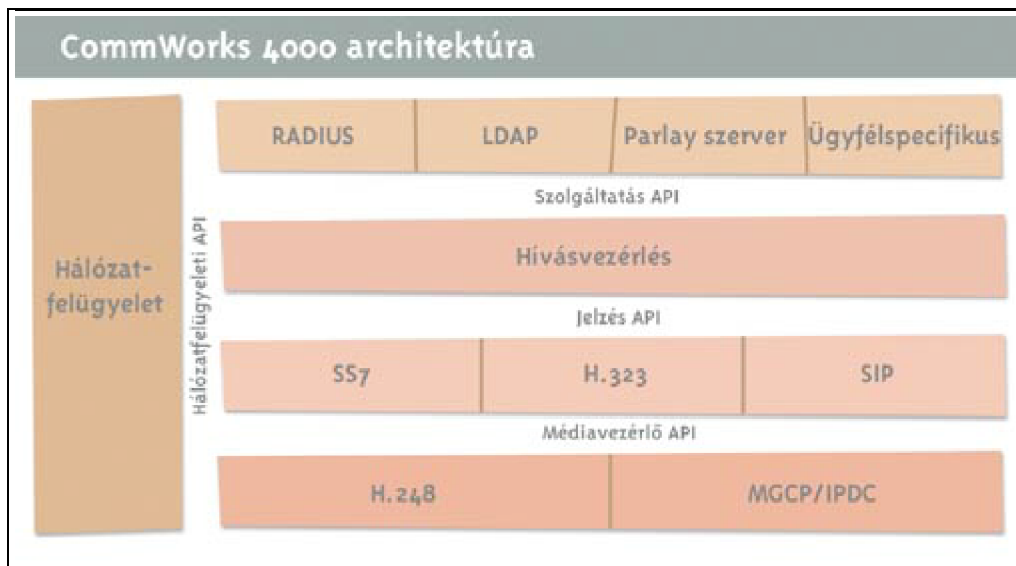 CommWorks 4000 architektúra
Hálózat-
felügyelet
Hálózatfelügyeleti API
RADIUS
LDAP
Parlay szerver
Ügyfélspecifikus
Szolgáltatás API
Hívásvezérlés
Jelzés API
SS7
H.323
SIP
Médiavezérlő API
H.248
MGCP/IPDC